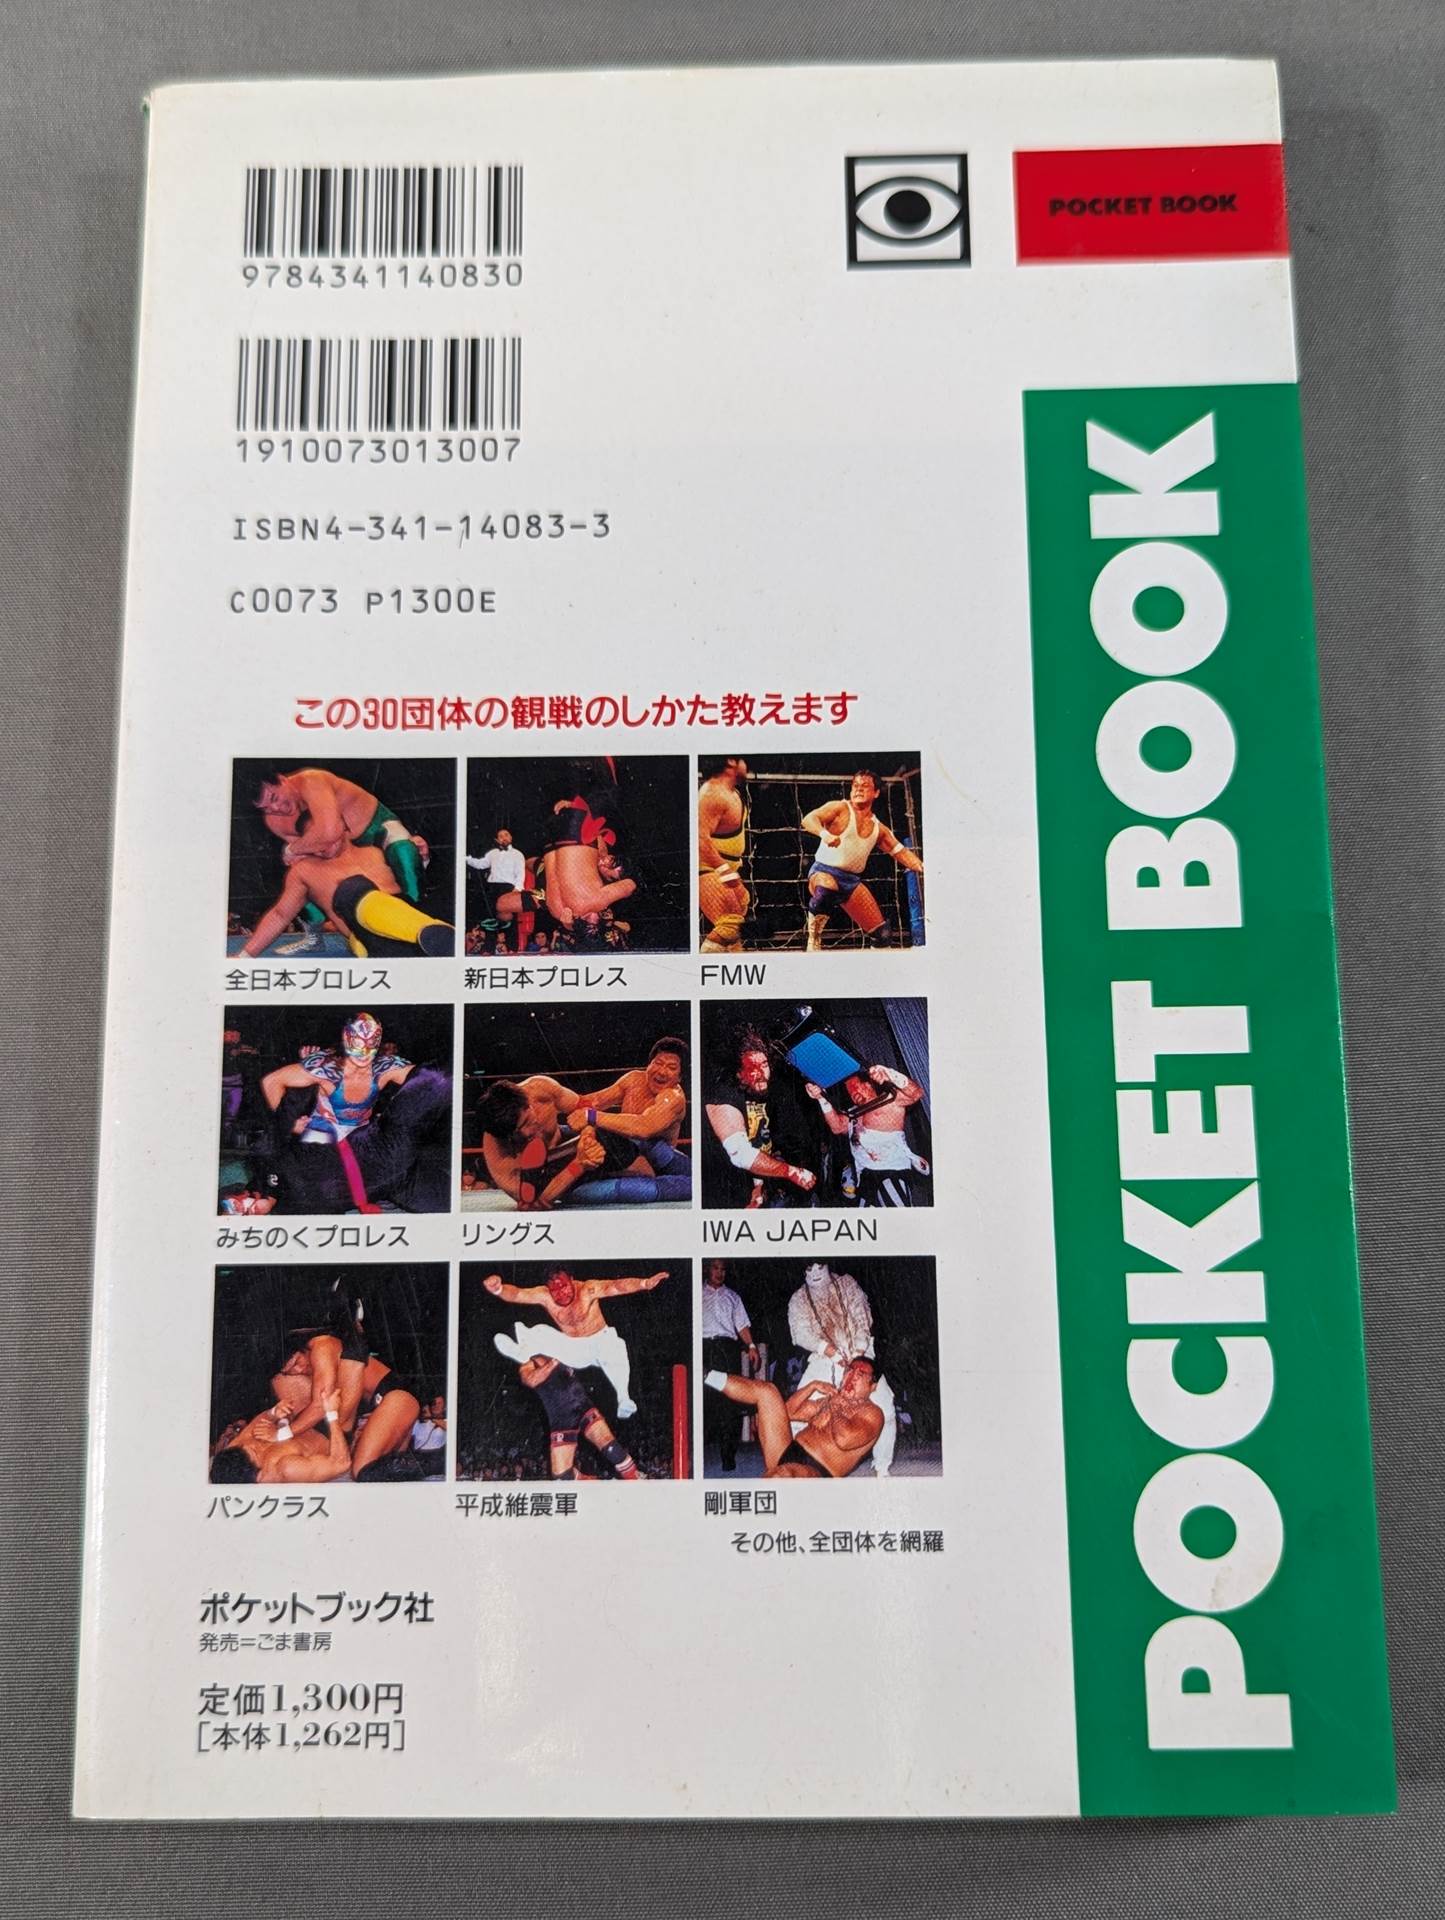 POCKET BOOK
9784341140830
1910073013007
ISBN4-341-14083-3
C0073 P1300E
この30団体の観戦のしかた教えます
全日本プロレス
新日本プロレス
FMW
みちのくプロレス
リングス
IWA JAPAN
パンクラス
平成維震軍
剛軍団
その他、全団体を網羅
ポケットブック社
発売=ごま書房
定価1,300円
[本体1,262円]
POCKET BOOK